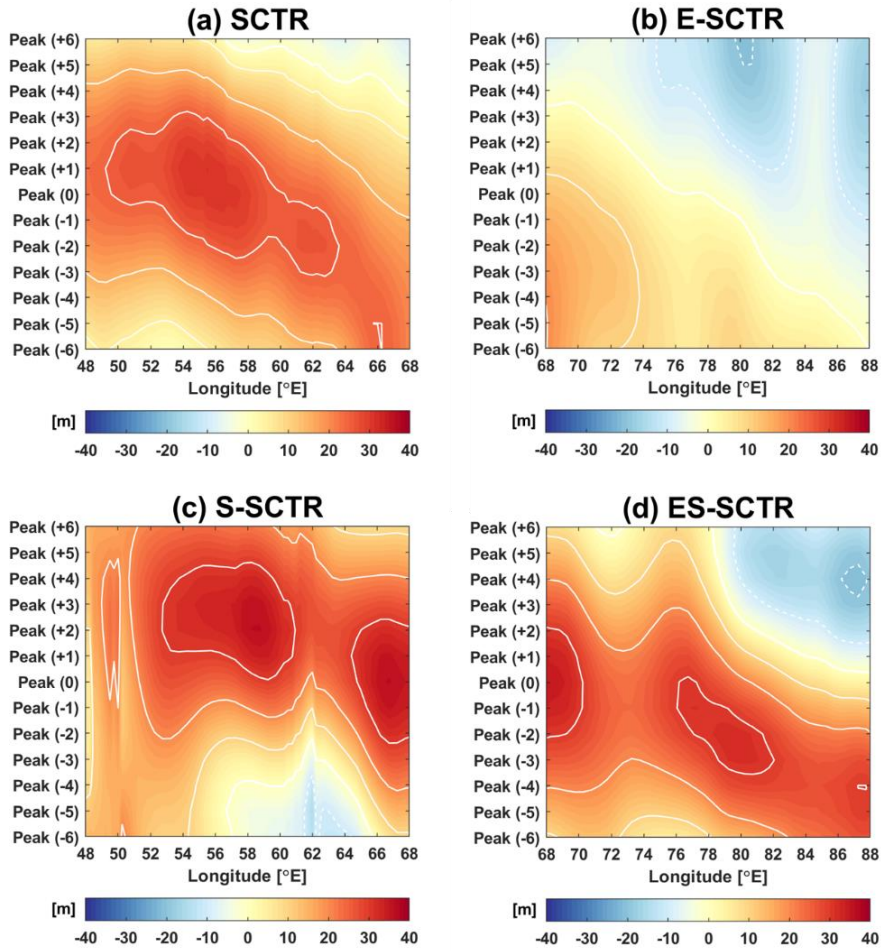 (a) SCTR
Peak (+6)
Peak (+5)
Peak (+4)
Peak (+3)
Peak (+2)
Peak (+1)
Peak (0)
Peak (-1)
Peak (-2)
Peak (-3)
Peak (-4)
Peak (-5)
Peak (-6)
48 50 52 54 56 58 60 62 64 66 68
Longitude [°E]
[m]
-40 -30 -20 -10 0 10 20 30 40
(b) E-SCTR
Peak (+6)
Peak (+5)
Peak (+4)
Peak (+3)
Peak (+2)
Peak (+1)
Peak (0)
Peak (-1)
Peak (-2)
Peak (-3)
Peak (-4)
Peak (-5)
Peak (-6)
68 70 72 74 76 78 80 82 84 86 88
Longitude [°E]
[m]
-40 -30 -20 -10 0 10 20 30 40
(c) S-SCTR
Peak (+6)
Peak (+5)
Peak (+4)
Peak (+3)
Peak (+2)
Peak (+1)
Peak (0)
Peak (-1)
Peak (-2)
Peak (-3)
Peak (-4)
Peak (-5)
Peak (-6)
48 50 52 54 56 58 60 62 64 66 68
Longitude [°E]
[m]
-40 -30 -20 -10 0 10 20 30 40
(d) ES-SCTR
Peak (+6)
Peak (+5)
Peak (+4)
Peak (+3)
Peak (+2)
Peak (+1)
Peak (0)
Peak (-1)
Peak (-2)
Peak (-3)
Peak (-4)
Peak (-5)
Peak (-6)
68 70 72 74 76 78 80 82 84 86 88
Longitude [°E]
[m]
-40 -30 -20 -10 0 10 20 30 40